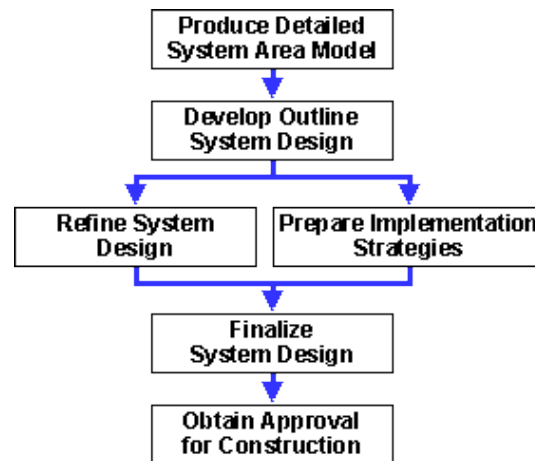 Produce Detailed
System Area Model
Develop Outline
System Design
Refine System
Design
Prepare Implementation
Strategies
Finalize
System Design
Obtain Approval
for Construction